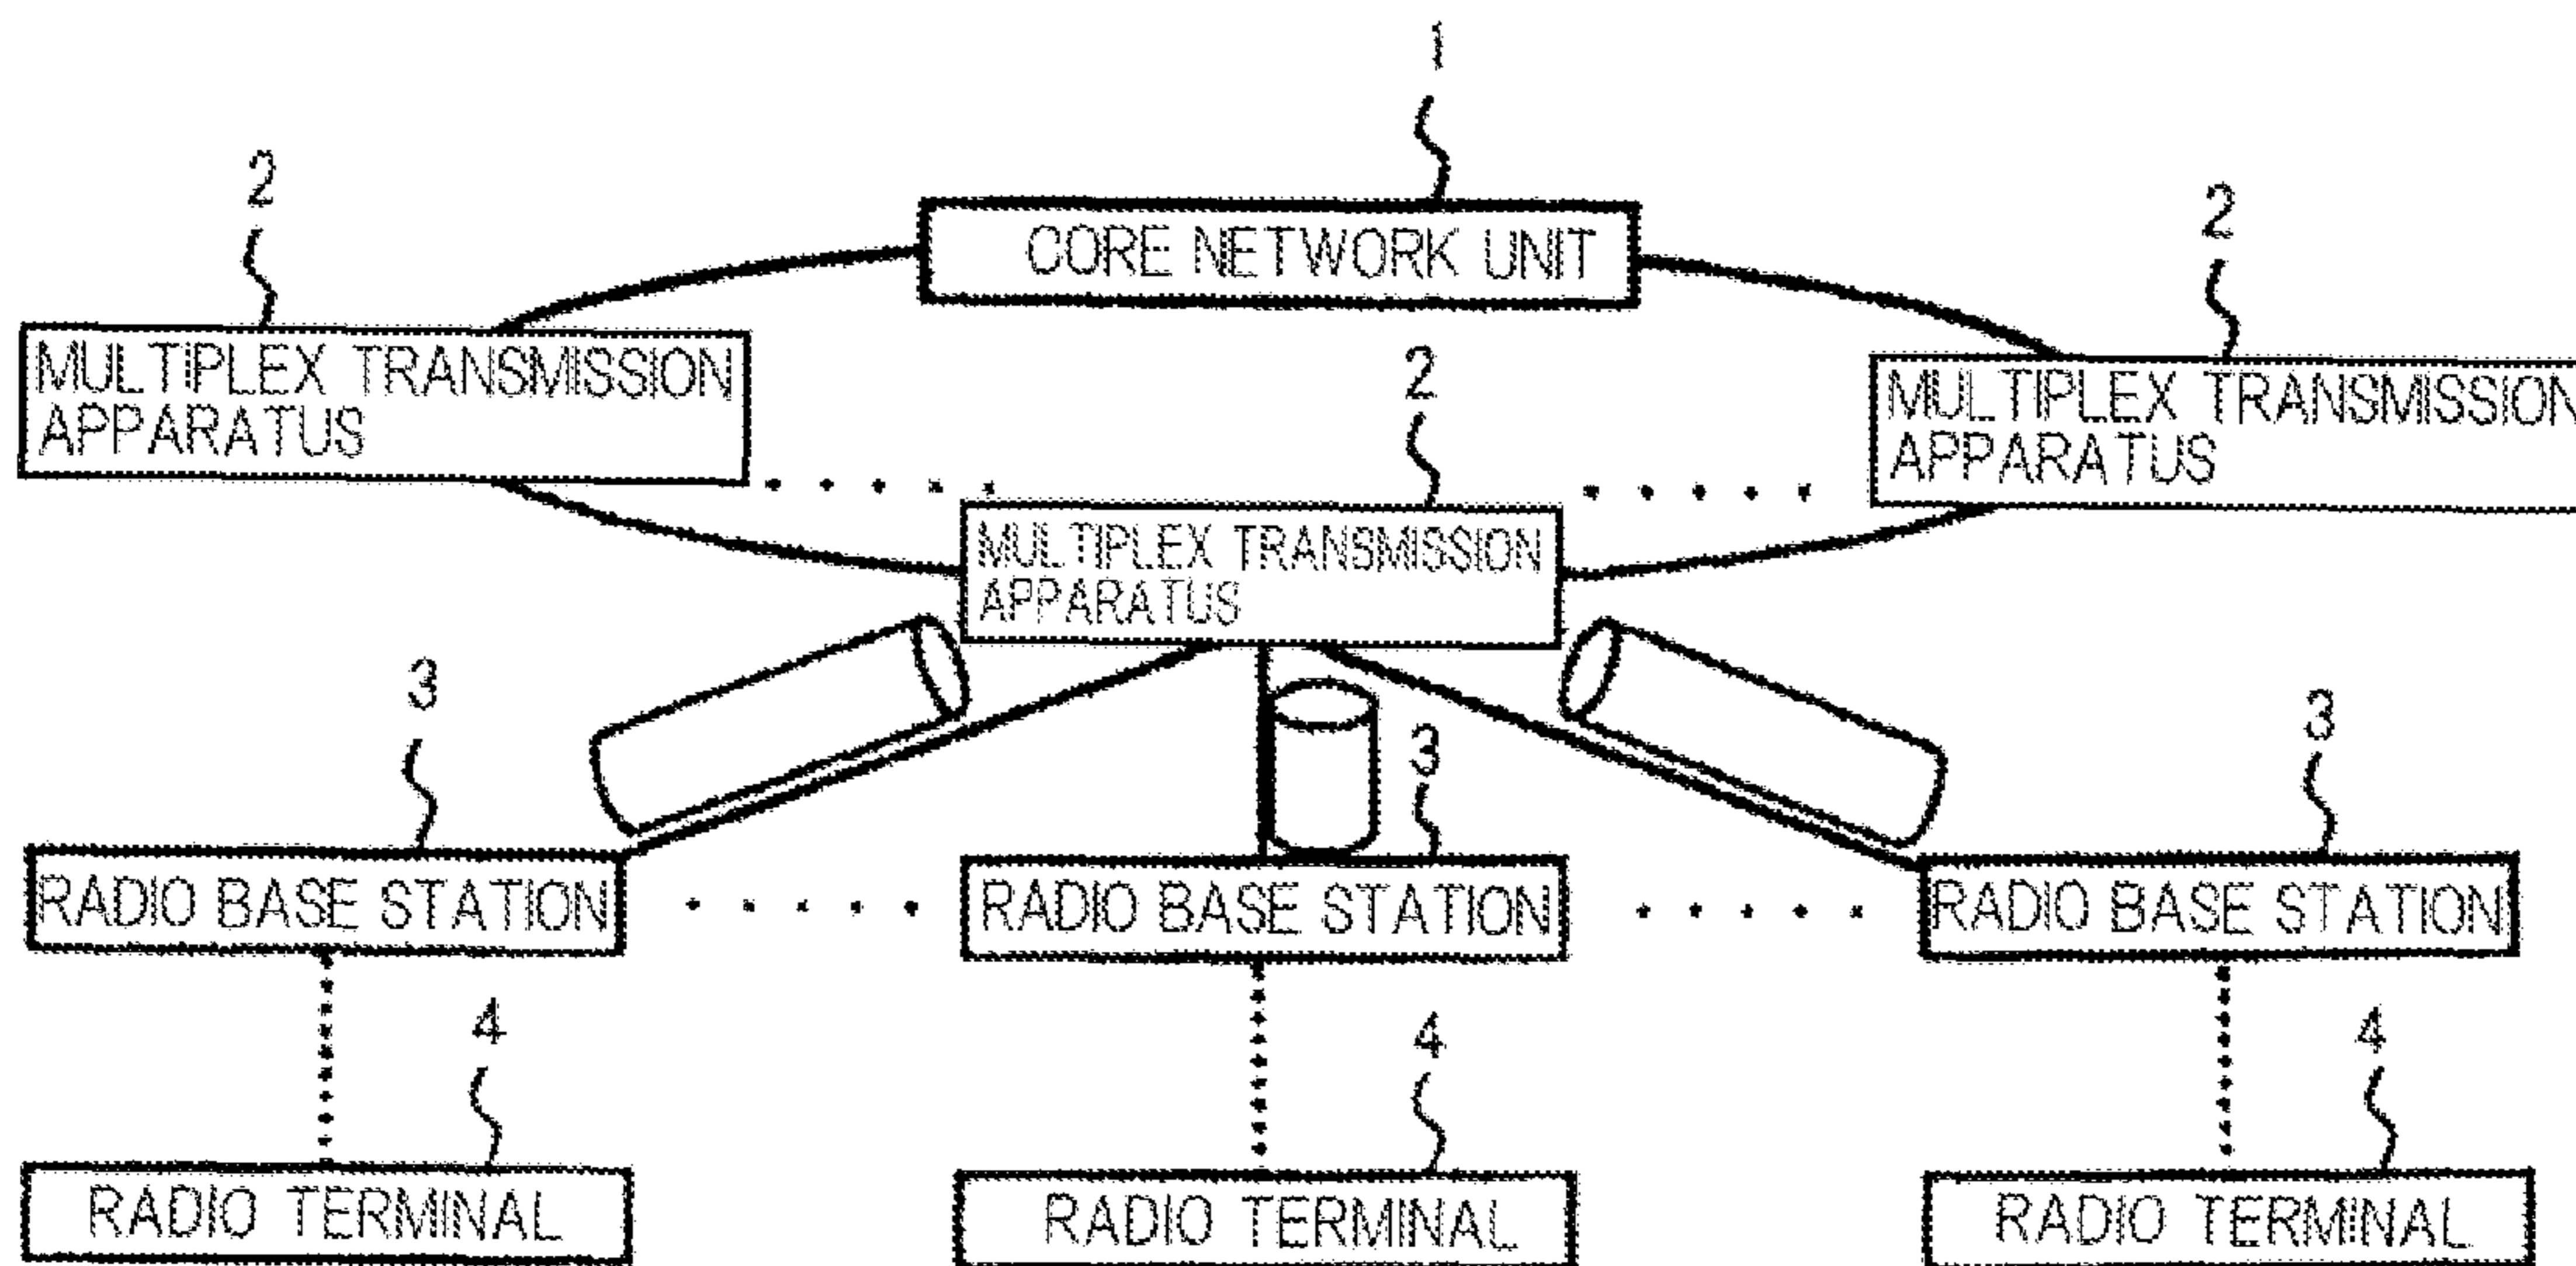 1
2
CORE NETWORK UNIT
2
MULTIPLEX TRANSMISSION
APPARATUS
2
MULTIPLEX TRANSMISSION
APPARATUS
MULTIPLEX TRANSMISSION
APPARATUS
3
3
3
RADIO BASE STATION
RADIO BASE STATION
RADIO BASE STATION
4
4
4
RADIO TERMINAL
RADIO TERMINAL
RADIO TERMINAL